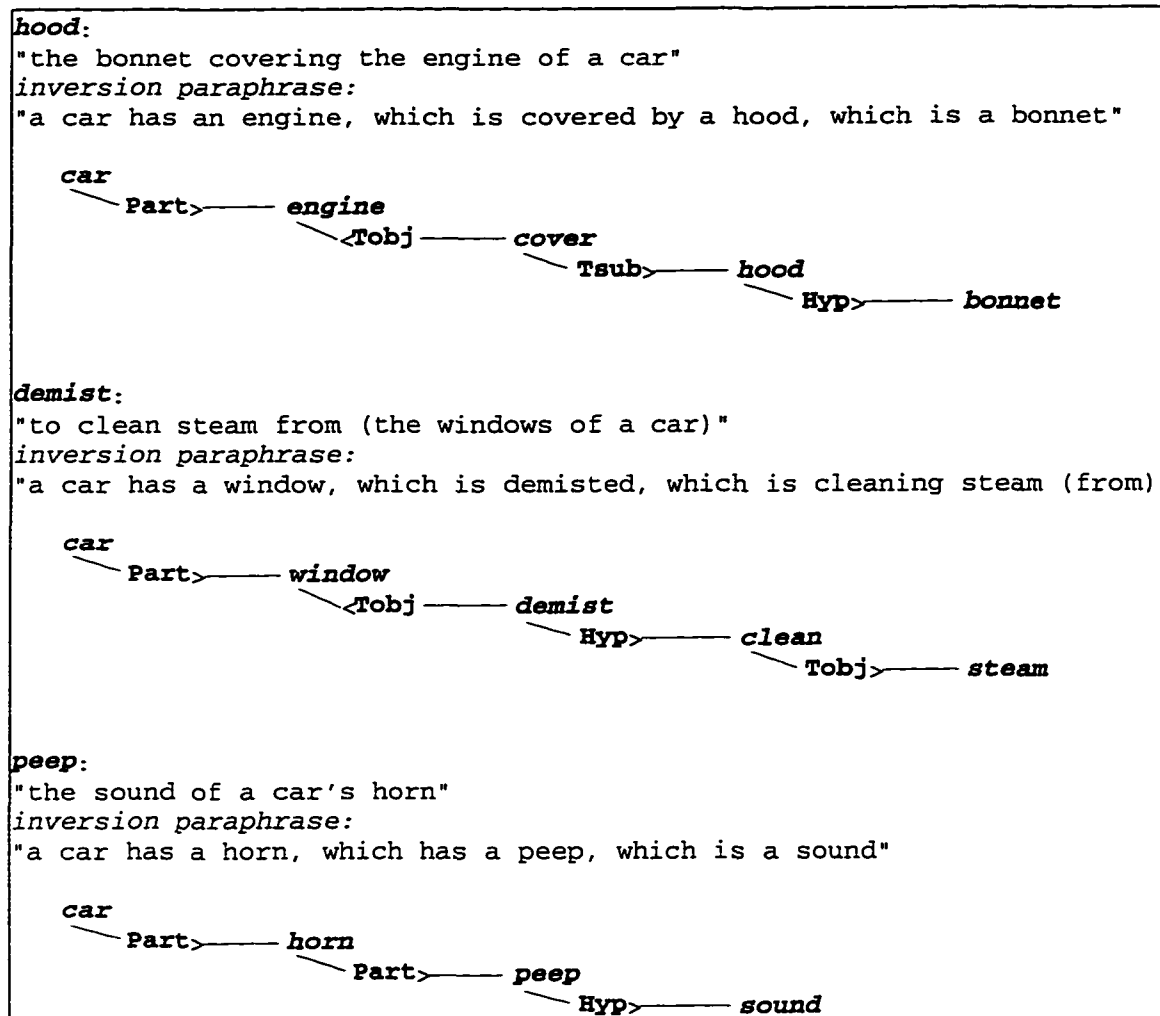 hood:
"the bonnet covering the engine of a car"
inversion paraphrase:
"a car has an engine, which is covered by a hood, which is a bonnet"
car
Part> engine
<Tobj cover
Tsub> hood
Hyp> bonnet
demist:
"to clean steam from (the windows of a car)"
inversion paraphrase:
"a car has a window, which is demisted, which is cleaning steam (from)
car
Part> window
<Tobj demist
Hyp> clean
Tobj> steam
peep:
"the sound of a car's horn"
inversion paraphrase:
"a car has a horn, which has a peep, which is a sound"
car
Part> horn
Part> peep
Hyp> sound